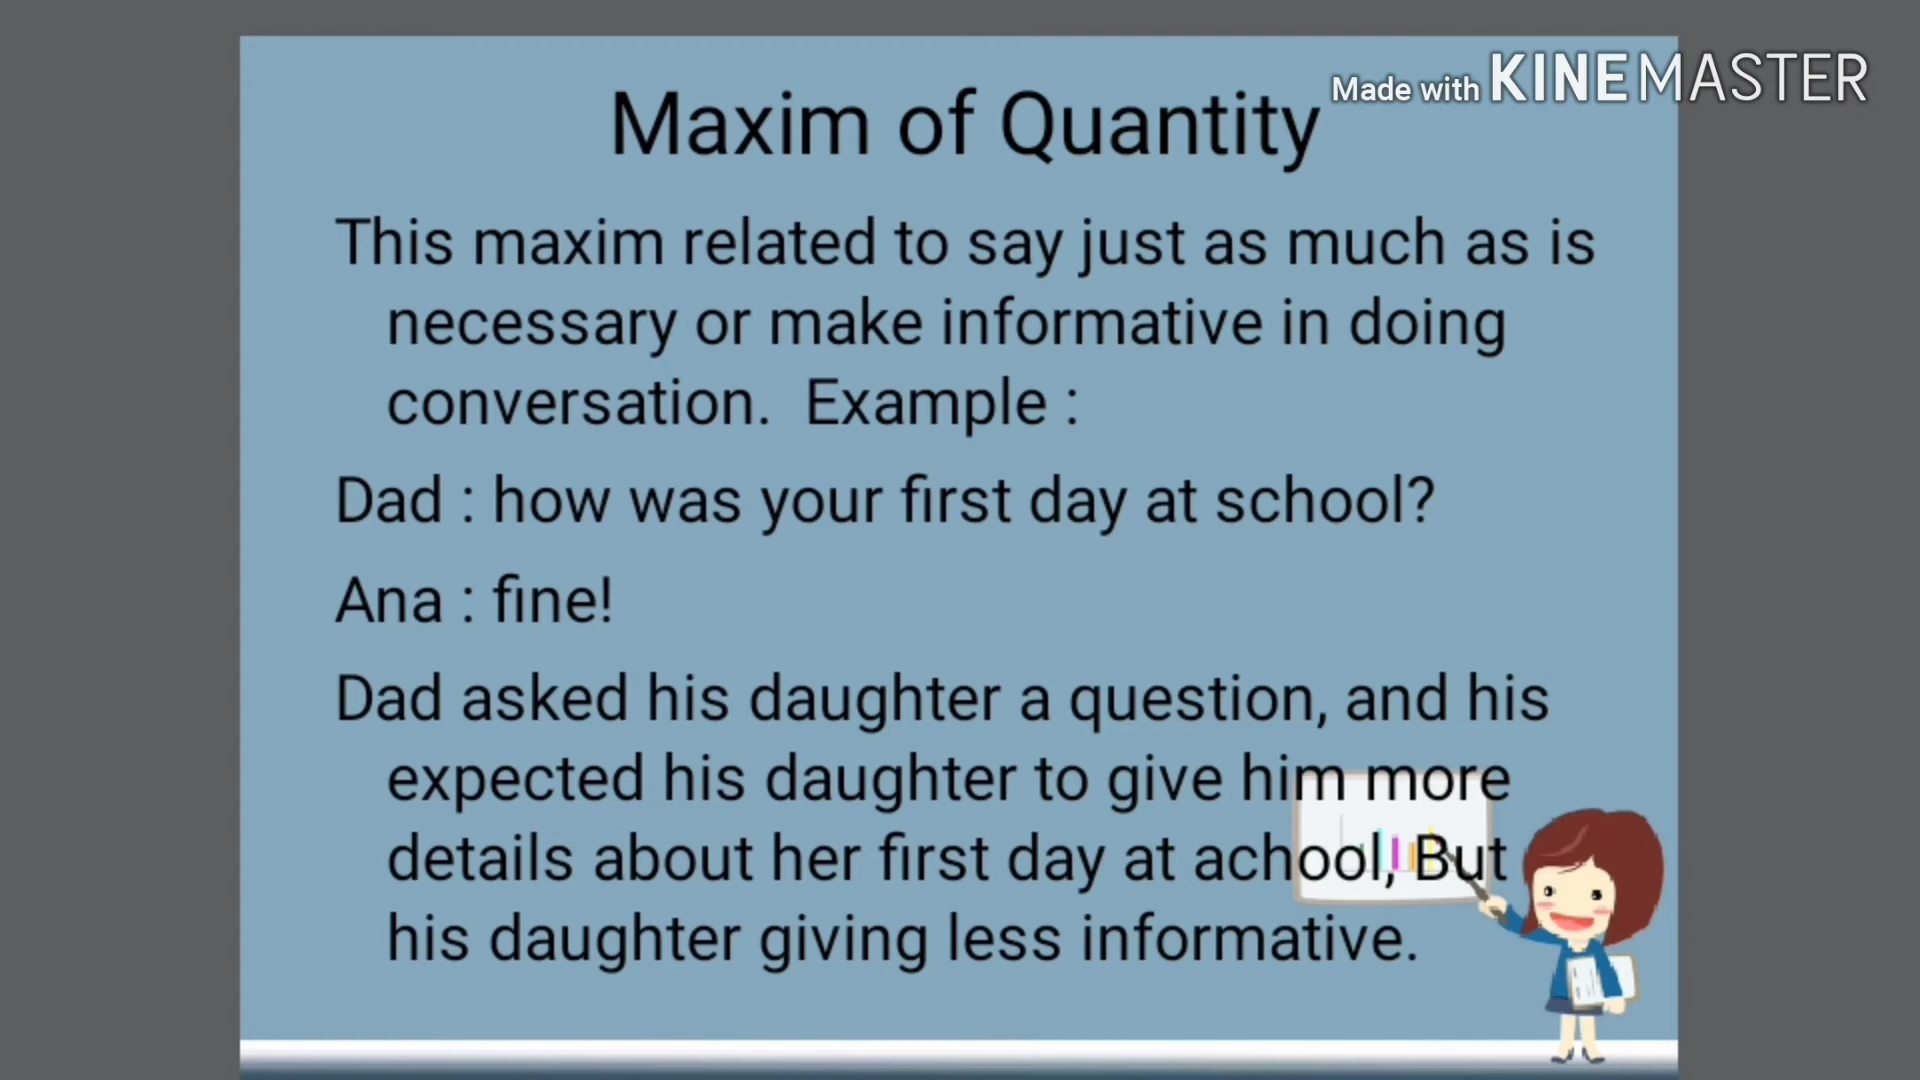 Made with KINEMASTER
Maxim of Quantity
This maxim related to say just as much as is
necessary or make informative in doing
conversation.  Example :
Dad : how was your first day at school?
Ana : fine!
Dad asked his daughter a question, and his
expected his daughter to give him more
details about her first day at achool, But
his daughter giving less informative.